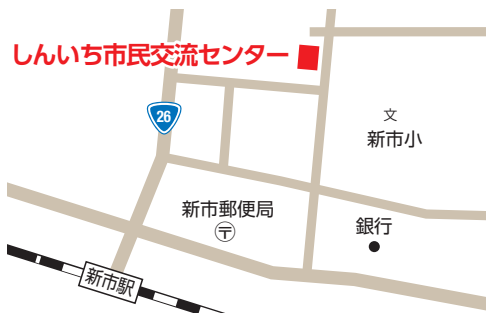 しんいち市民交流センター
26
文
新市小
新市郵便局
〒
銀行
新市駅